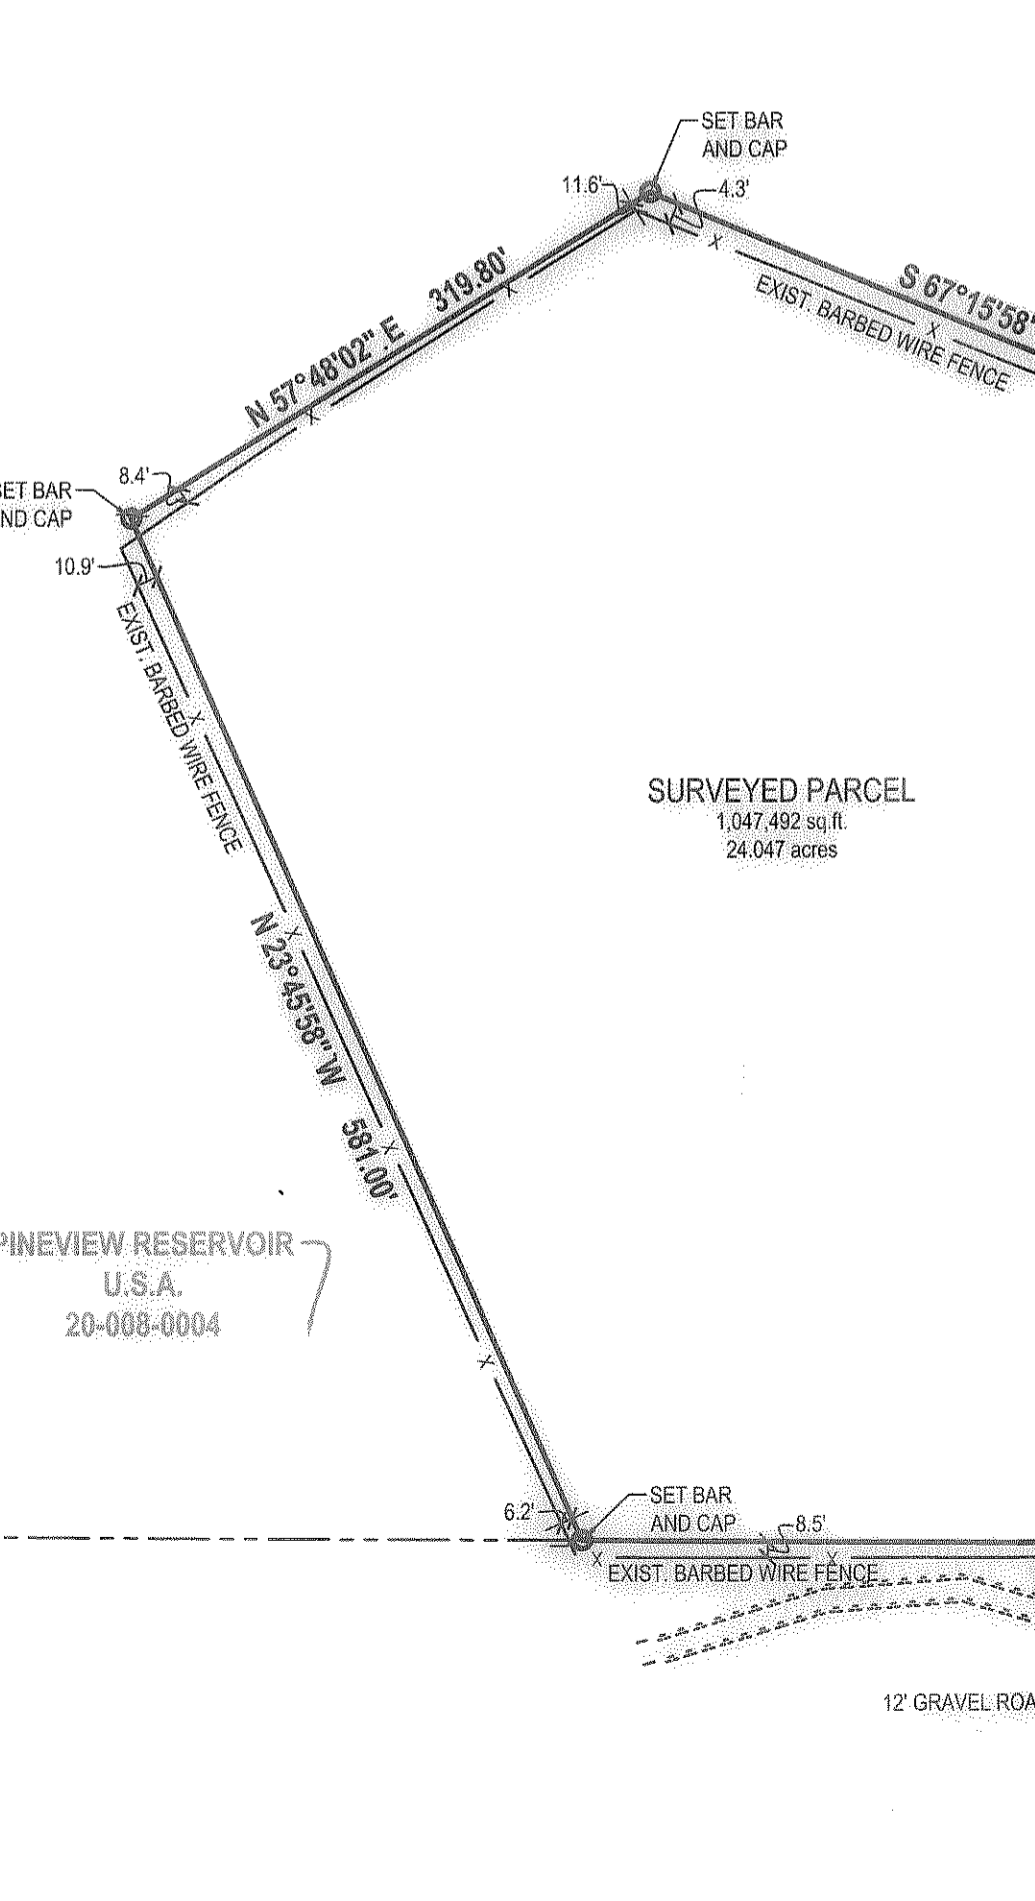 SET BAR
AND CAP
11.6'
4.3'
N 57°48'02" E 319.80'
S 67°15'58"
EXIST. BARBED WIRE FENCE
8.4'
SET BAR
AND CAP
10.9'
EXIST. BARBED WIRE FENCE
SURVEYED PARCEL
1,047,492 sq.ft.
24.047 acres
N 23°45'58" W 581.00'
PINEVIEW RESERVOIR
U.S.A.
20-008-0004
SET BAR
AND CAP
6.2'
8.5'
EXIST. BARBED WIRE FENCE
12' GRAVEL ROA